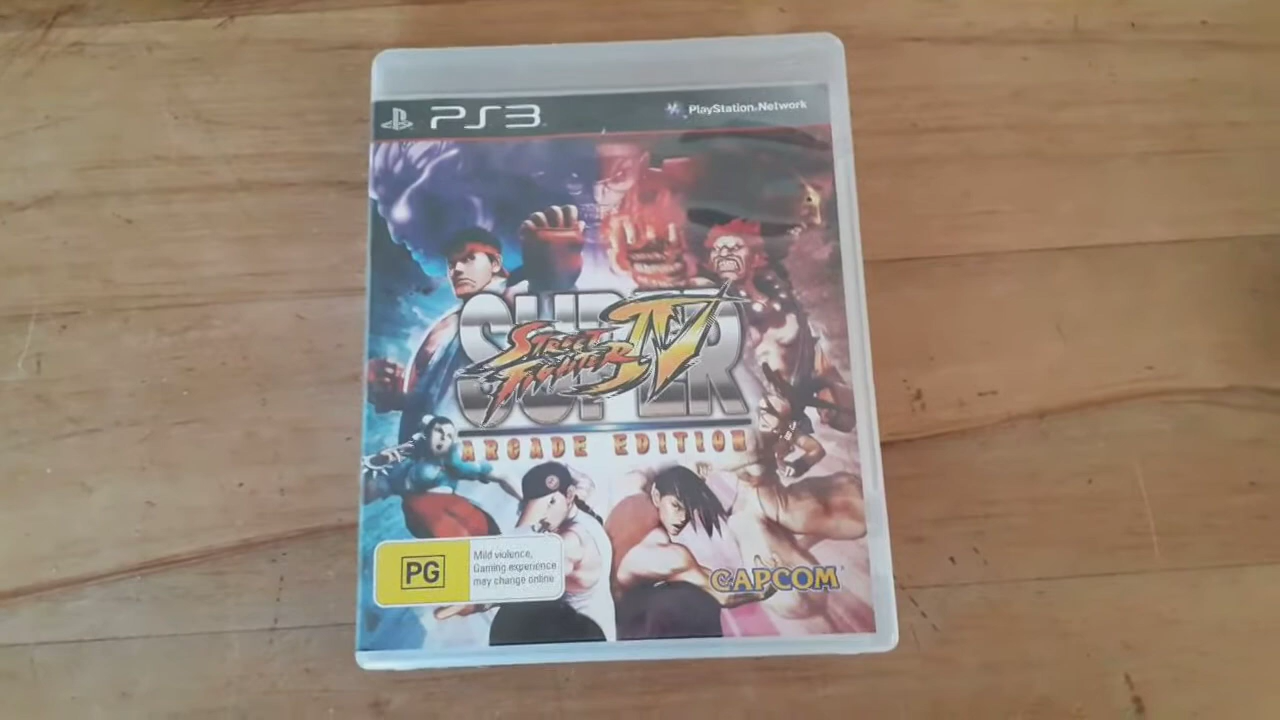 PS3
PlayStation Network
SUPER
STREET
FIGHTER IV
ARCADE EDITION
PG
Mild violence,
Gaming experience
may change online
CAPCOM